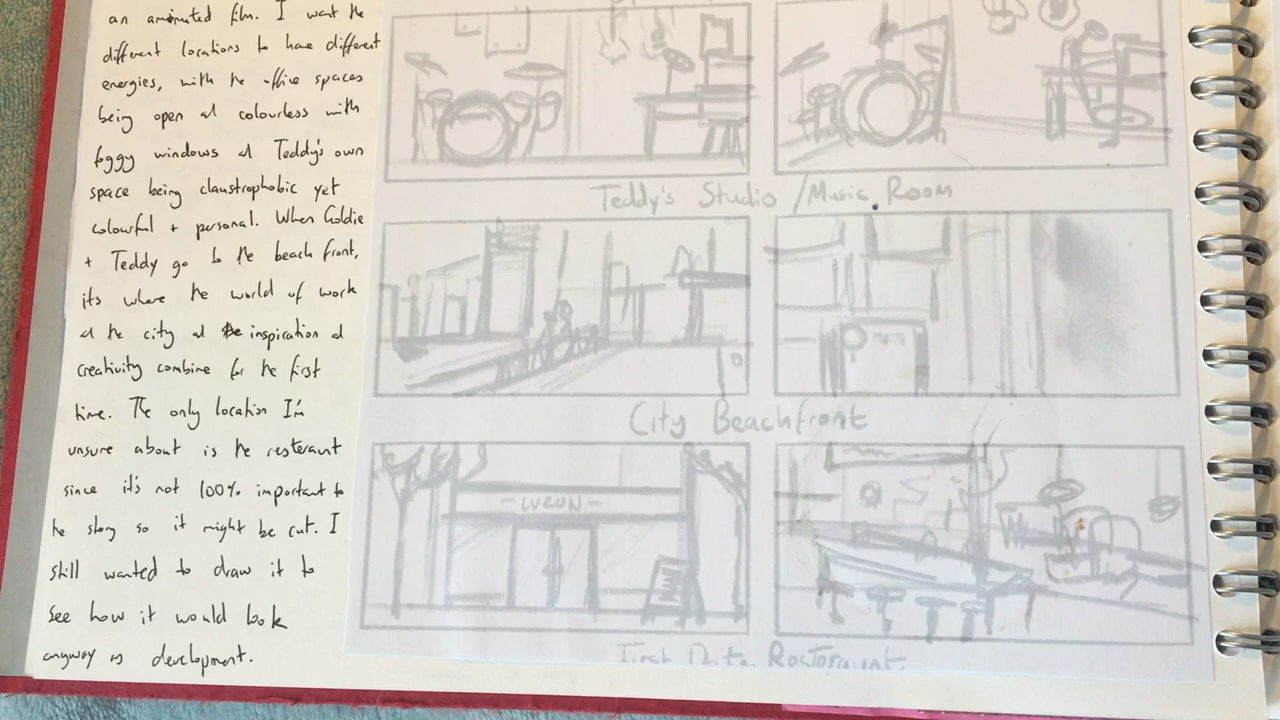 an animated film. I want the
different locations to have different
energies, with the office spaces
being open and colourless with
foggy windows and Teddy's own
space being claustrophobic yet
colourful + personal. When Goldie
+ Teddy go to the beach front,
its where the world of work
and the city and the inspiration and
creativity combine for the first
time. The only location I'm
unsure about is the resterant
since it's not 100% important to
the story so it might be cut. I
still wanted to draw it to
see how it would look
anyway as development.
Teddy's Studio / Music Room
City Beachfront
- LUZON -
First Date Restaraunt